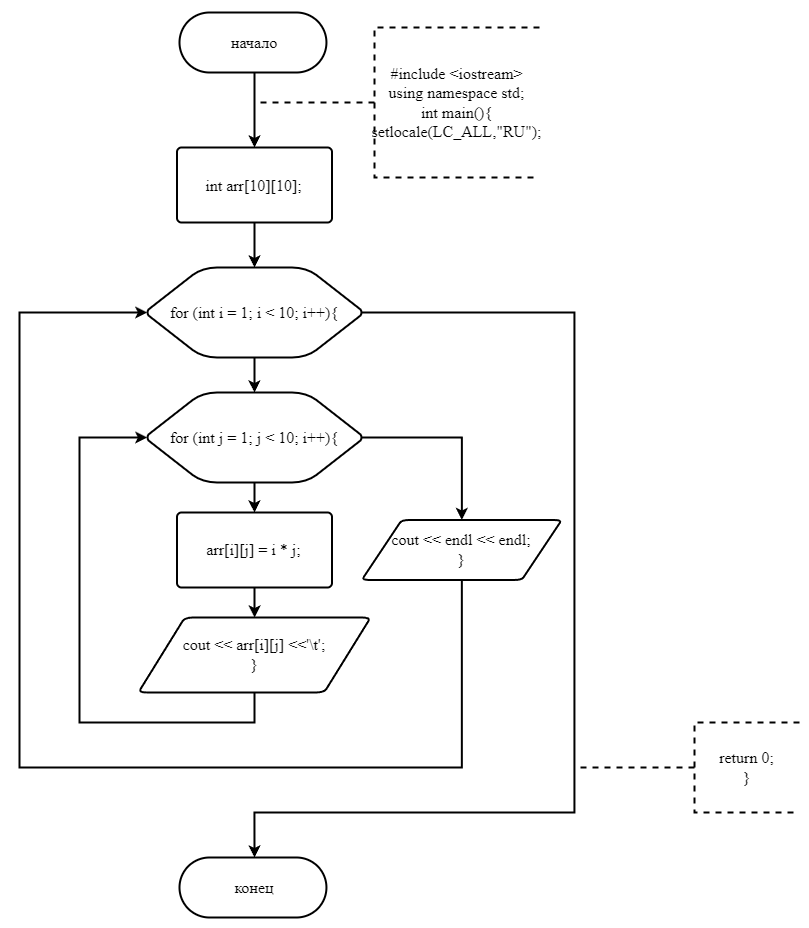 начало
#include <iostream>
using namespace std;
int main(){
setlocale(LC_ALL,"RU");
int arr[10][10];
for (int i = 1; i < 10; i++){
for (int j = 1; j < 10; i++){
arr[i][j] = i * j;
cout << endl << endl;
}
cout << arr[i][j] <<'\t';
}
return 0;
}
конец